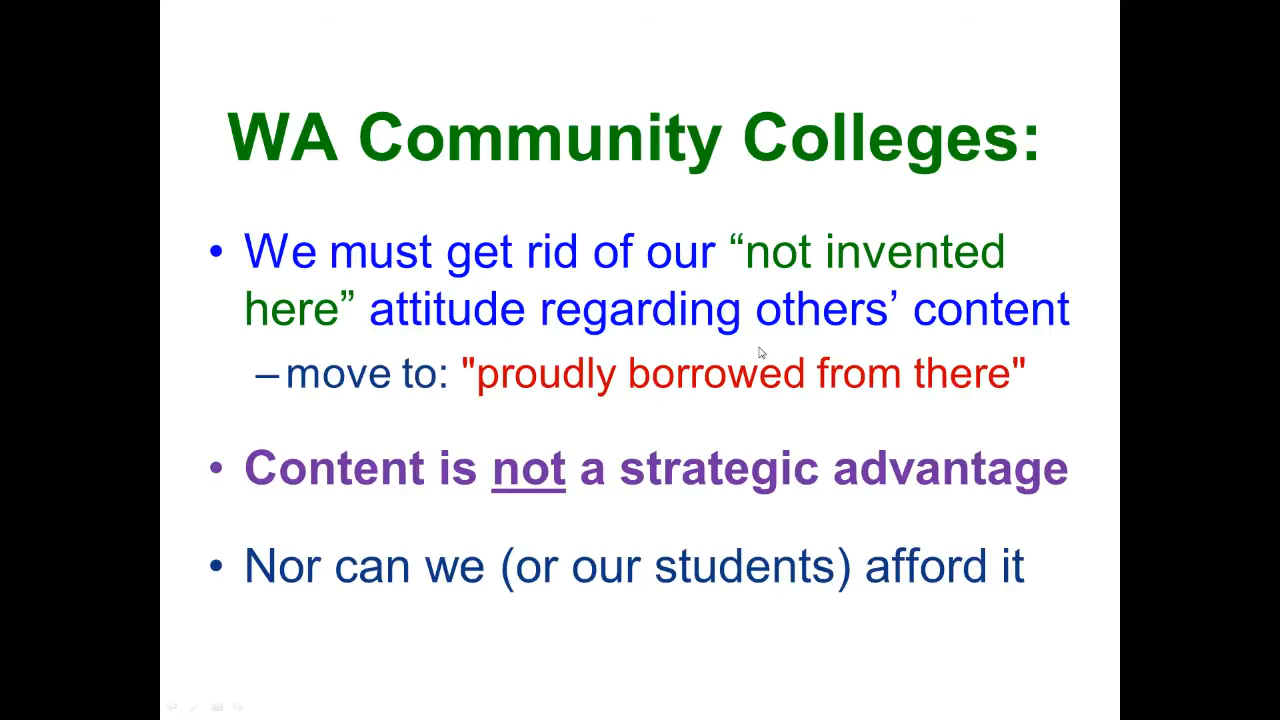 WA Community Colleges:
• We must get rid of our “not invented
here” attitude regarding others’ content
– move to: "proudly borrowed from there"
• Content is not a strategic advantage
• Nor can we (or our students) afford it